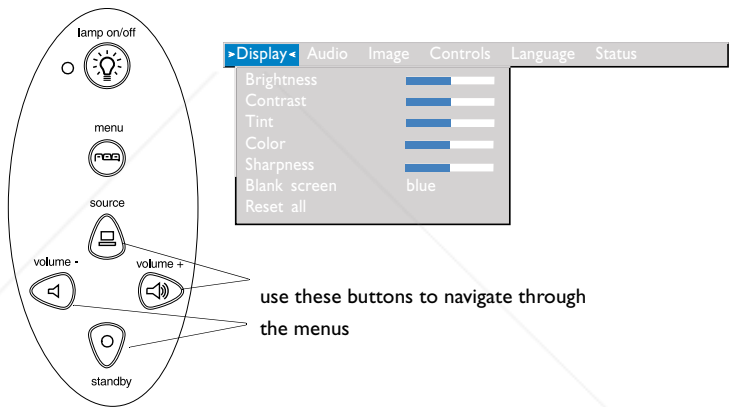 lamp on/off
menu
source
volume -
volume +
standby
►Display◄ Audio Image Controls Language Status
Brightness
Contrast
Tint
Color
Sharpness
Blank screen blue
Reset all
use these buttons to navigate through
the menus